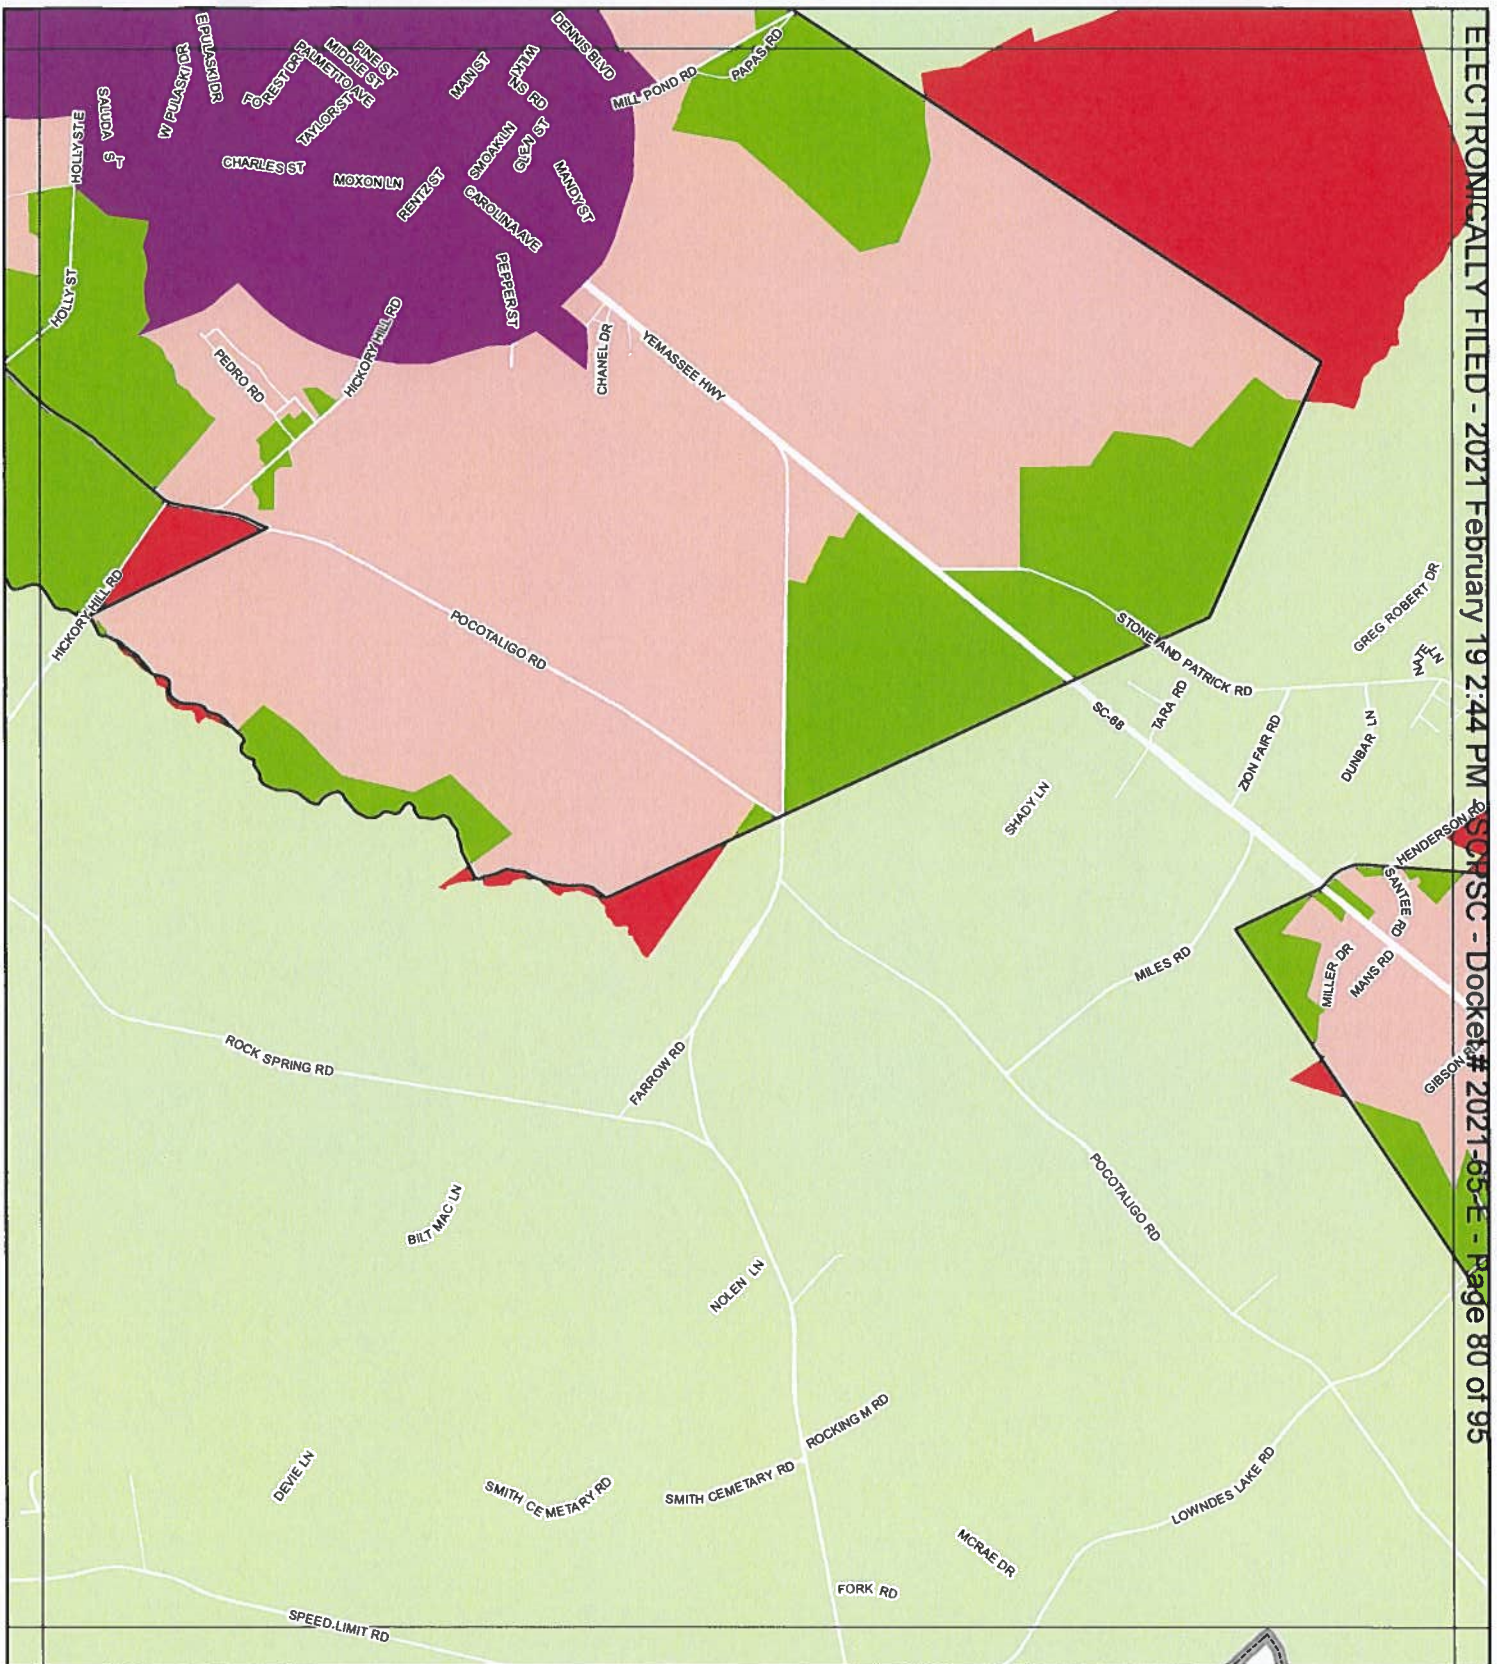 ELECTRONICALLY FILED - 2021 February 19 2:44 PM - SCPSC - Docket # 2021-65-E - Page 80 of 95
E PULASKI DR
W PULASKI DR
FORREST DR
PINE ST
MIDDLE ST
PALMETTO AVE
TAYLOR ST
MAIN ST
DENNIS BLVD
MILL POND RD
PAPAS RD
HOLLY ST E
CHARLES ST
MOXON LN
RENTZ ST
SMOAK LN
GLEN ST
CAROLINA AVE
MANDY ST
PEPPER ST
HOLLY ST
HICKORY HILL RD
PEDRO RD
CHANEL DR
YEMASSEE HWY
HICKORY HILL RD
POCOTALIGO RD
STONE AND PATRICK RD
GREG ROBERT DR
NATE LN
TARA RD
SC-68
ZION FAIR RD
DUNBAR LN
SHADY LN
HENDERSON RD
SANTEE RD
MILLER DR
MANS RD
MILES RD
GIBSON RD
ROCK SPRING RD
FARROW RD
BILT MAC LN
NOLEN LN
POCOTALIGO RD
ROCKING M RD
DEVIE LN
SMITH CEMETARY RD
SMITH CEMETARY RD
LOWNDES LAKE RD
MCRAE DR
FORK RD
SPEED LIMIT RD